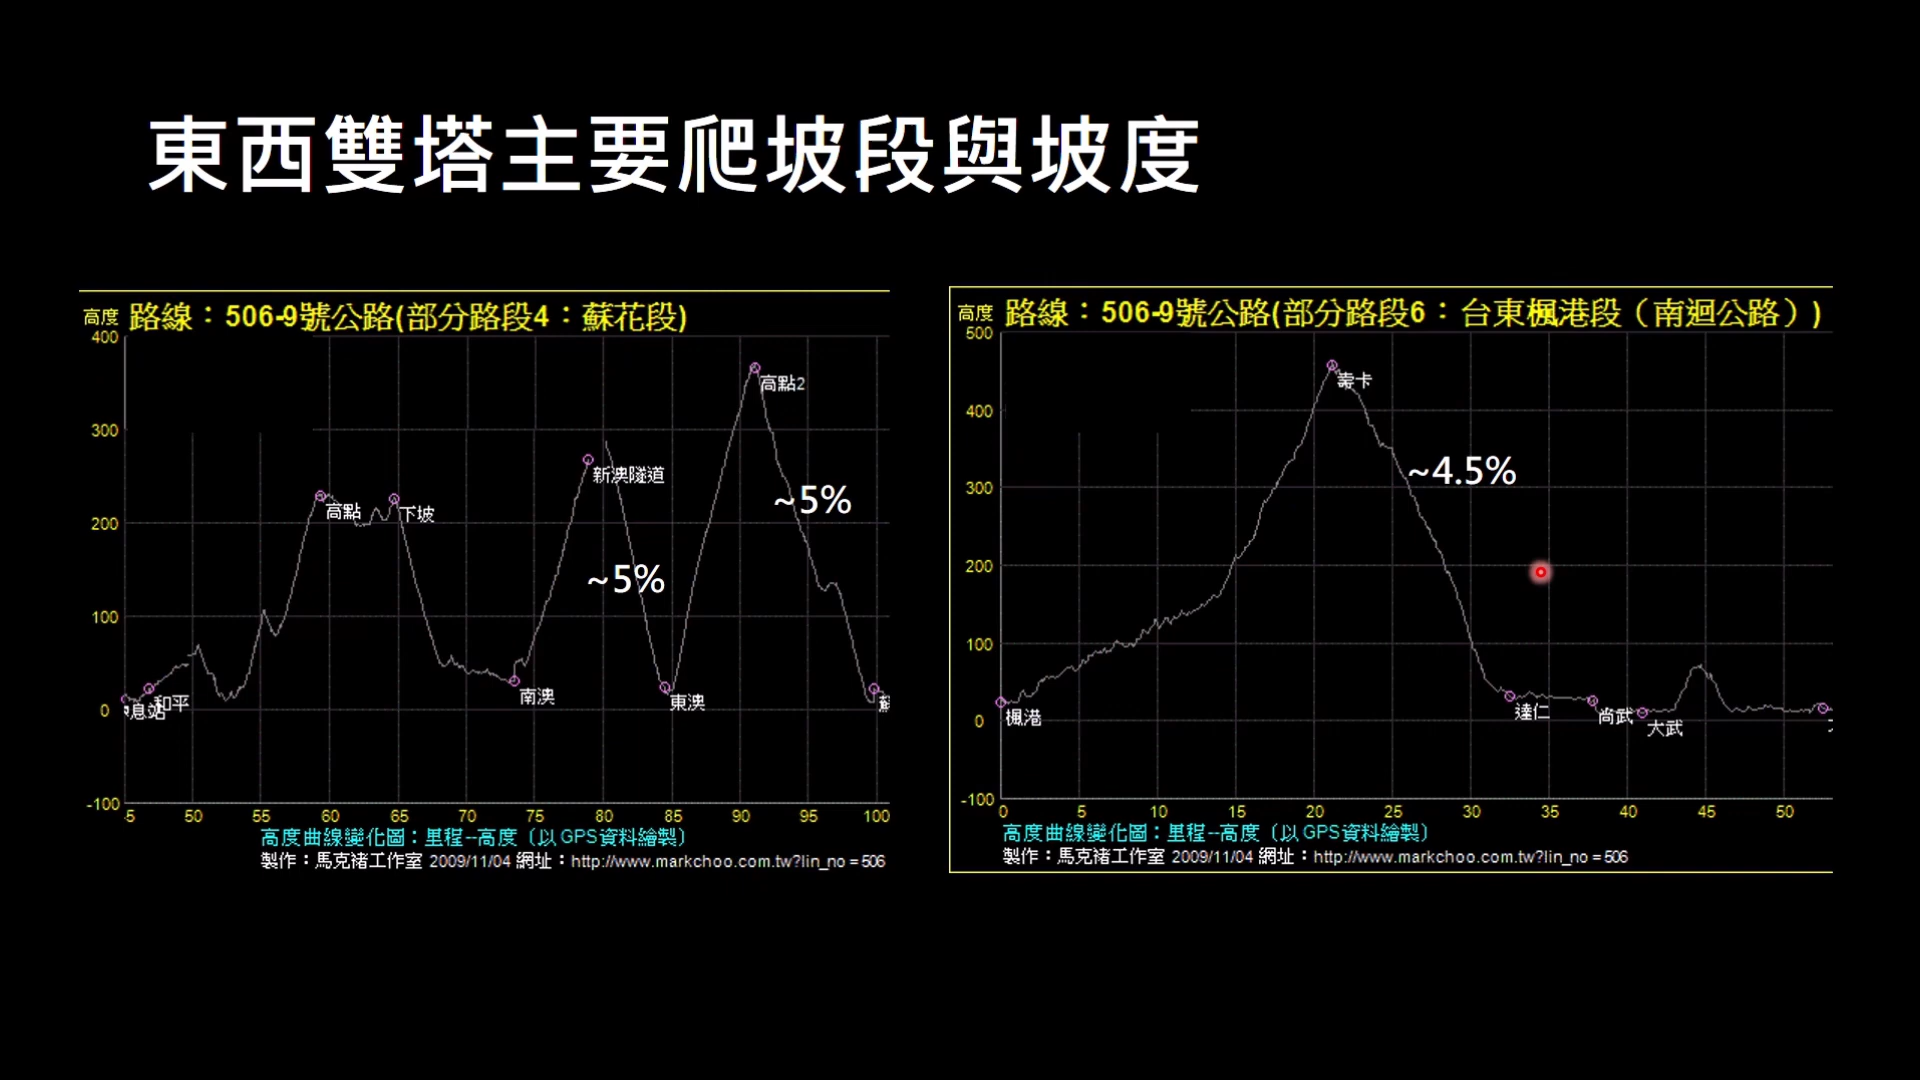 東西雙塔主要爬坡段與坡度
高度 路線：506-9號公路(部分路段4：蘇花段)
400
300
200
100
0
-100
高點2
新澳隧道
高點
下坡
~5%
~5%
息站
和平
南澳
東澳
5 50 55 60 65 70 75 80 85 90 95 100
高度曲線變化圖：里程--高度〔以GPS資料繪製〕
製作：馬克褚工作室 2009/11/04 網址：http://www.markchoo.com.tw?lin_no=506
高度 路線：506-9號公路(部分路段6：台東楓港段（南迴公路）)
500
400
300
200
100
0
-100
壽卡
~4.5%
楓港
達仁
尚武
大武
0 5 10 15 20 25 30 35 40 45 50
高度曲線變化圖：里程--高度〔以GPS資料繪製〕
製作：馬克褚工作室 2009/11/04 網址：http://www.markchoo.com.tw?lin_no=506